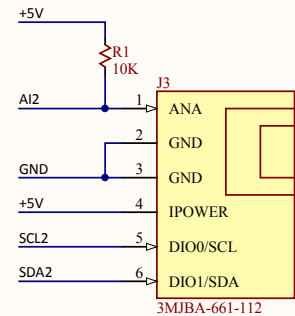 +5V
R1
10K
J3
AI2
1
ANA
2
GND
GND
3
GND
+5V
4
IPOWER
SCL2
5
DIO0/SCL
SDA2
6
DIO1/SDA
3MJBA-661-112